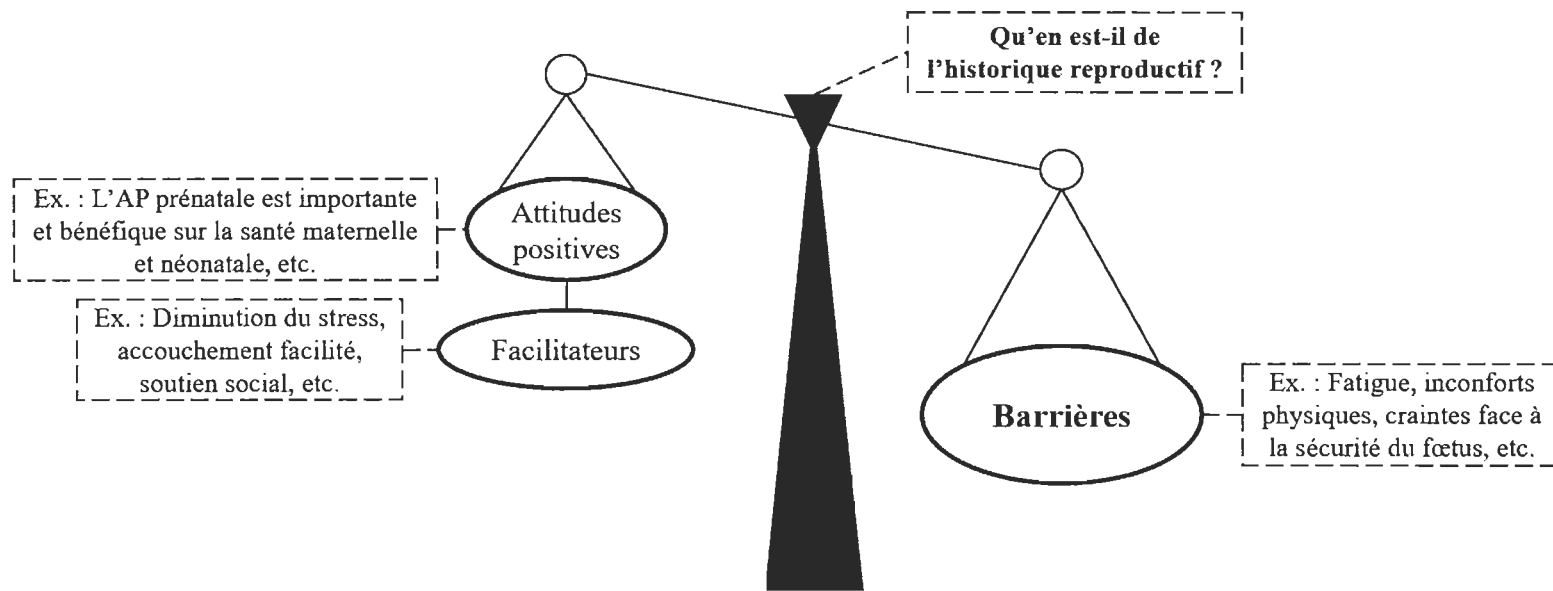 Qu'en est-il de
l'historique reproductif ?
Ex. : L'AP prénatale est importante
et bénéfique sur la santé maternelle
et néonatale, etc.
Attitudes
positives
Ex. : Diminution du stress,
accouchement facilité,
soutien social, etc.
Facilitateurs
Barrières
Ex. : Fatigue, inconforts
physiques, craintes face à
la sécurité du fœtus, etc.